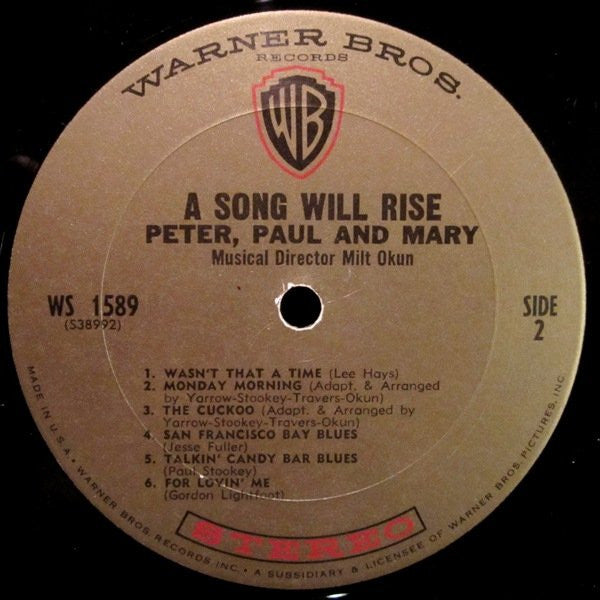 WARNER BROS.
RECORDS
WB
A SONG WILL RISE
PETER, PAUL AND MARY
Musical Director Milt Okun
WS 1589
(S38992)
SIDE
2
1. WASN'T THAT A TIME (Lee Hays)
2. MONDAY MORNING (Adapt. & Arranged
by Yarrow-Stookey-Travers-Okun)
3. THE CUCKOO (Adapt. & Arranged by
Yarrow-Stookey-Travers-Okun)
4. SAN FRANCISCO BAY BLUES
(Jesse Fuller)
5. TALKIN' CANDY BAR BLUES
(Paul Stookey)
6. FOR LOVIN' ME
(Gordon Lightfoot)
STEREO
MADE IN U.S.A. • WARNER BROS. RECORDS, INC. • A SUBSIDIARY & LICENSEE OF WARNER BROS. PICTURES, INC.